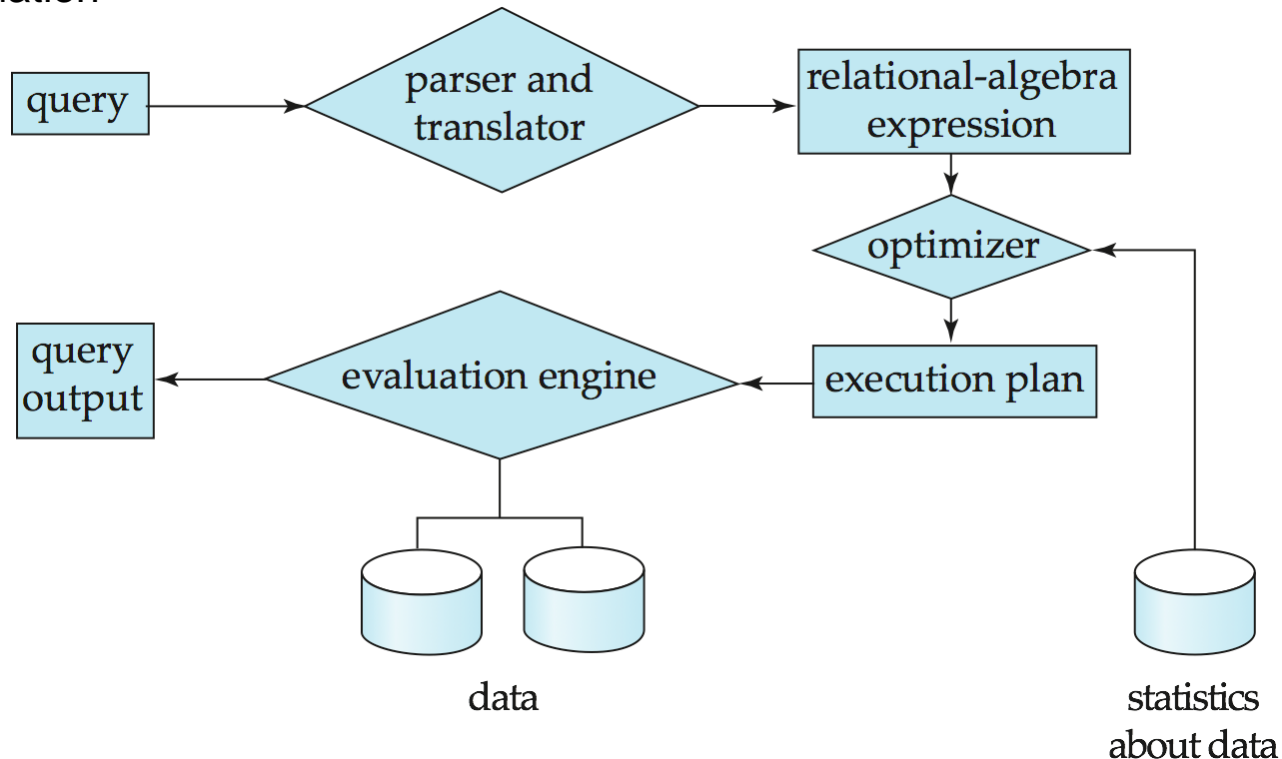 query
parser and
translator
relational-algebra
expression
optimizer
query
output
evaluation engine
execution plan
data
statistics
about data